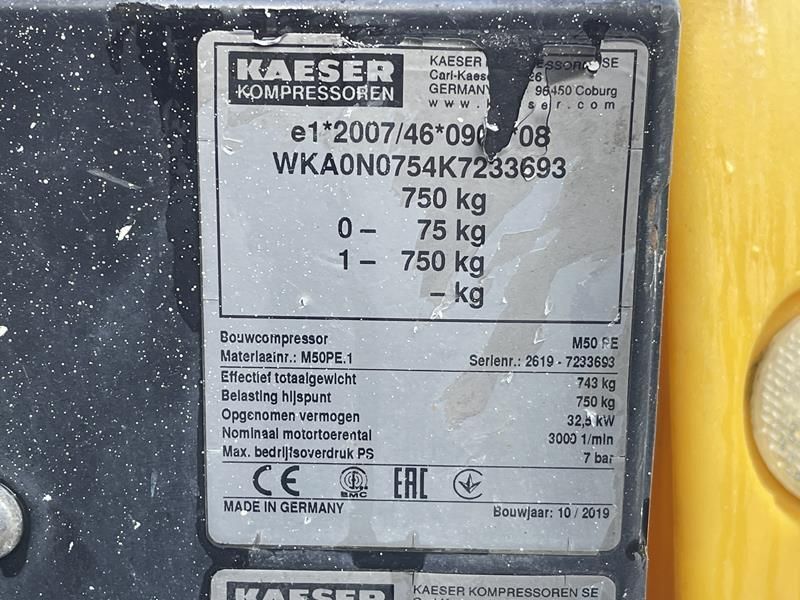 KAESER
KOMPRESSOREN
KAESER SE
GERMANY 96450 Coburg
WKA0N0754K7233693
750 kg
0 – 75 kg
1 – 750 kg
– kg
Bouwcompressor M50 PE
Materiaalnr.: M50PE.1 Serienr.: 2619 - 7233693
Effectief totaalgewicht 743 kg
Belasting hijspunt 750 kg
Opgenomen vermogen 32,5 kW
Nominaal motortoerental 3000 1/min
Max. bedrijfsoverdruk PS 7 bar
CE EMC EAC
MADE IN GERMANY Bouwjaar: 10 / 2019
KAESER KAESER KOMPRESSOREN SE